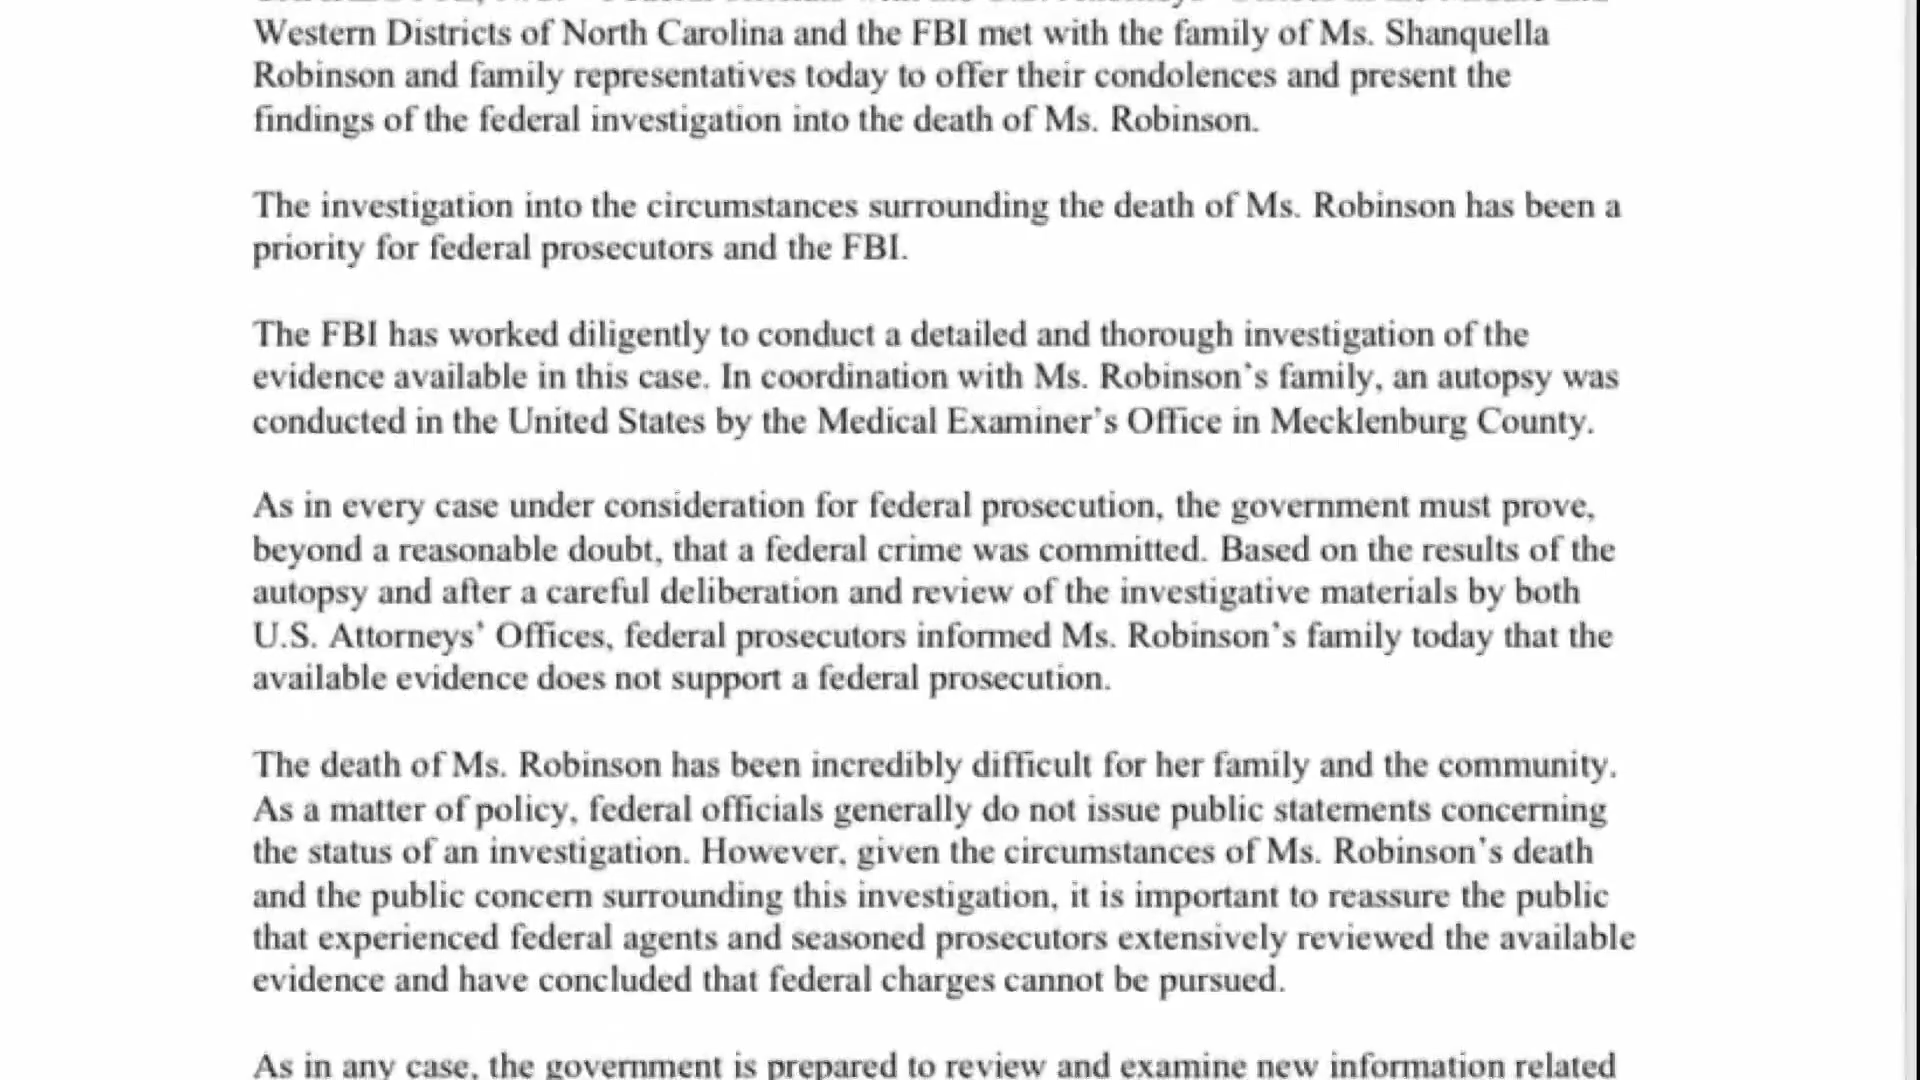 Western Districts of North Carolina and the FBI met with the family of Ms. Shanquella
Robinson and family representatives today to offer their condolences and present the
findings of the federal investigation into the death of Ms. Robinson.
The investigation into the circumstances surrounding the death of Ms. Robinson has been a
priority for federal prosecutors and the FBI.
The FBI has worked diligently to conduct a detailed and thorough investigation of the
evidence available in this case. In coordination with Ms. Robinson's family, an autopsy was
conducted in the United States by the Medical Examiner's Office in Mecklenburg County.
As in every case under consideration for federal prosecution, the government must prove,
beyond a reasonable doubt, that a federal crime was committed. Based on the results of the
autopsy and after a careful deliberation and review of the investigative materials by both
U.S. Attorneys' Offices, federal prosecutors informed Ms. Robinson's family today that the
available evidence does not support a federal prosecution.
The death of Ms. Robinson has been incredibly difficult for her family and the community.
As a matter of policy, federal officials generally do not issue public statements concerning
the status of an investigation. However, given the circumstances of Ms. Robinson's death
and the public concern surrounding this investigation, it is important to reassure the public
that experienced federal agents and seasoned prosecutors extensively reviewed the available
evidence and have concluded that federal charges cannot be pursued.
As in any case, the government is prepared to review and examine new information related